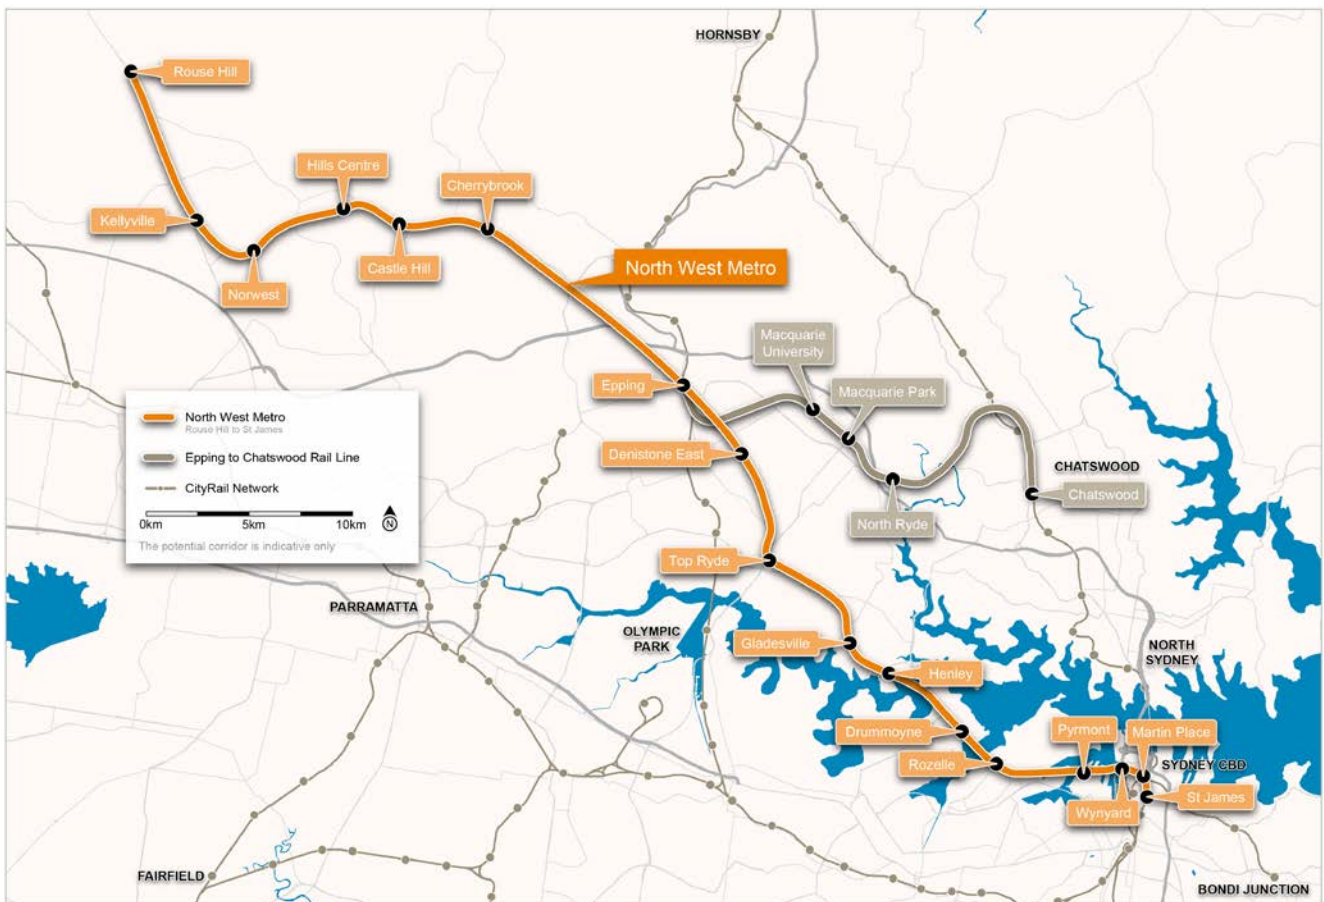 HORNSBY
Rouse Hill
Hills Centre
Cherrybrook
Kellyville
Castle Hill
North West Metro
Norwest
Macquarie
University
Epping
Macquarie Park
North West Metro
Rouse Hill to St James
Denistone East
Epping to Chatswood Rail Line
CHATSWOOD
Chatswood
CityRail Network
0km
5km
10km
N
North Ryde
The potential corridor is indicative only
Top Ryde
PARRAMATTA
OLYMPIC
PARK
Gladesville
NORTH
SYDNEY
Henley
Drummoyne
Pyrmont
Martin Place
Rozelle
SYDNEY CBD
St James
Wynyard
FAIRFIELD
BONDI JUNCTION